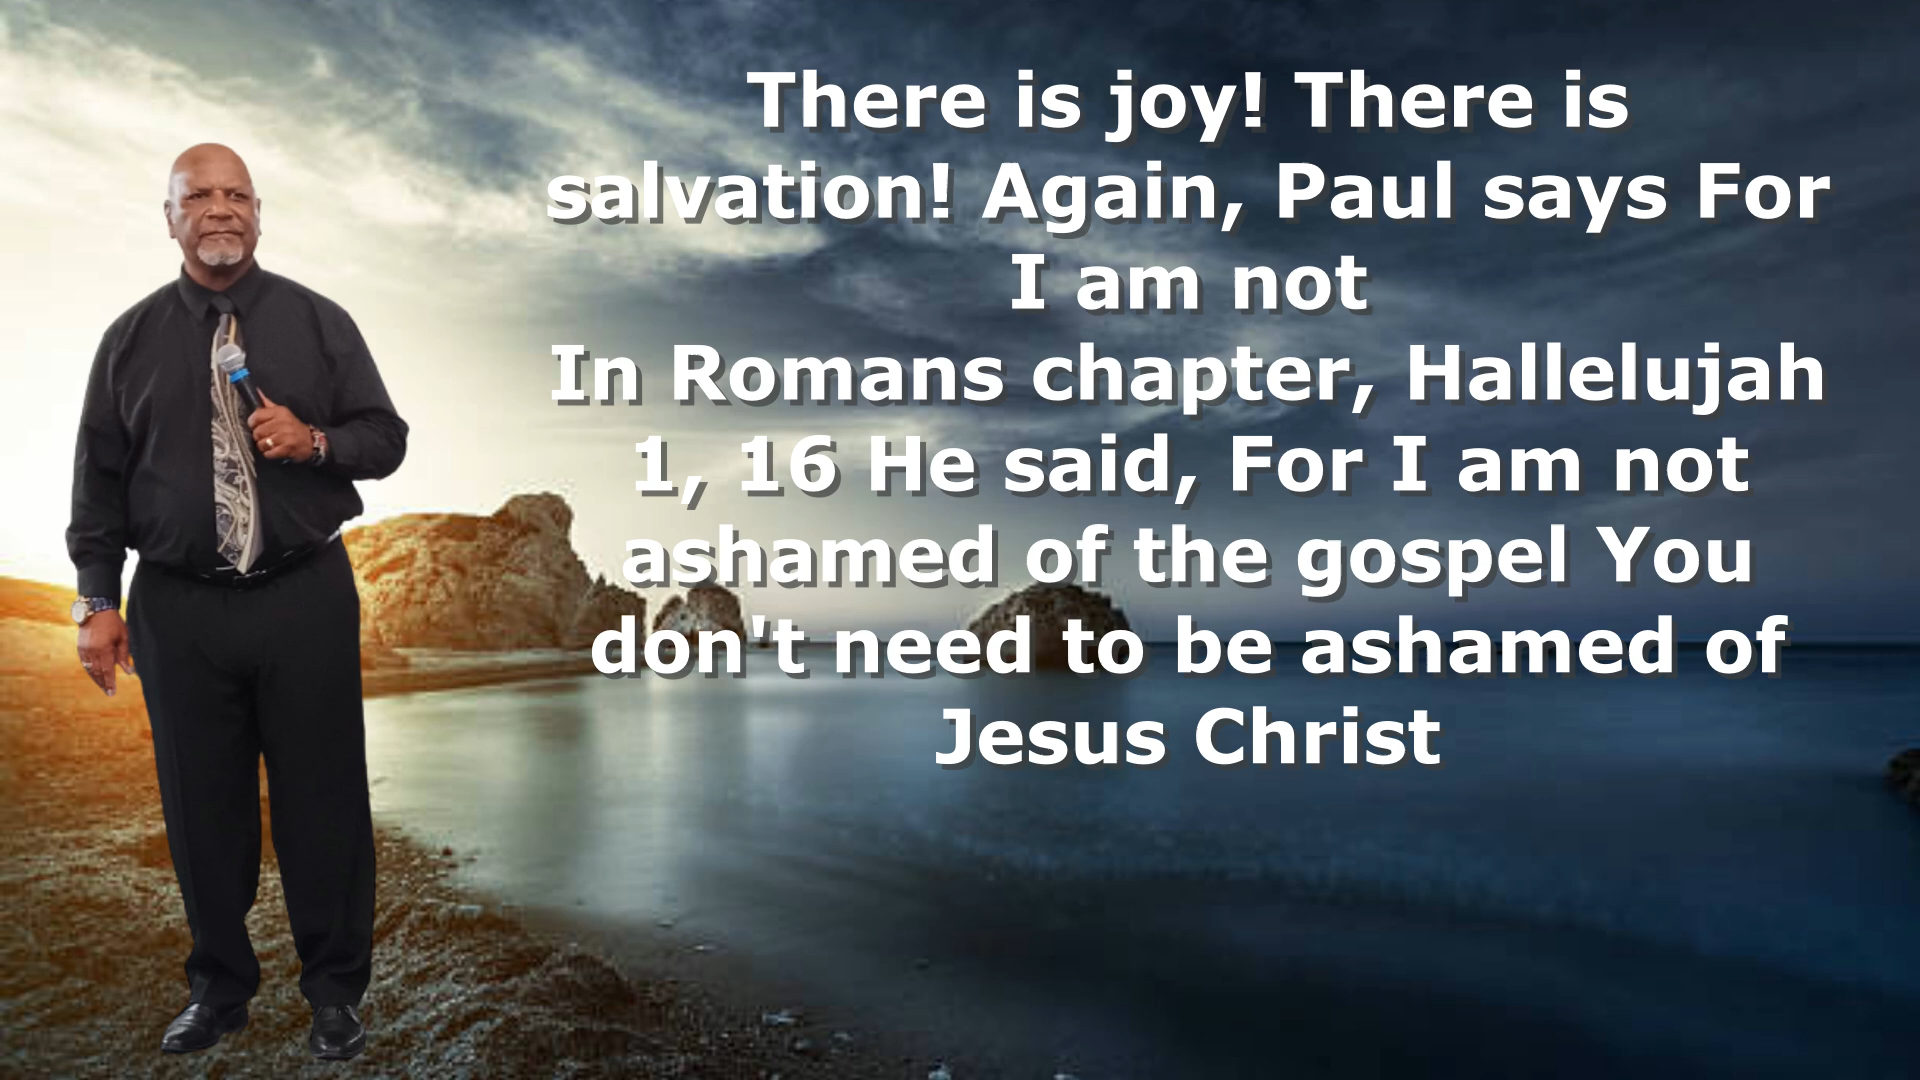 There is joy! There is
salvation! Again, Paul says For
I am not
In Romans chapter, Hallelujah
1, 16 He said, For I am not
ashamed of the gospel You
don't need to be ashamed of
Jesus Christ